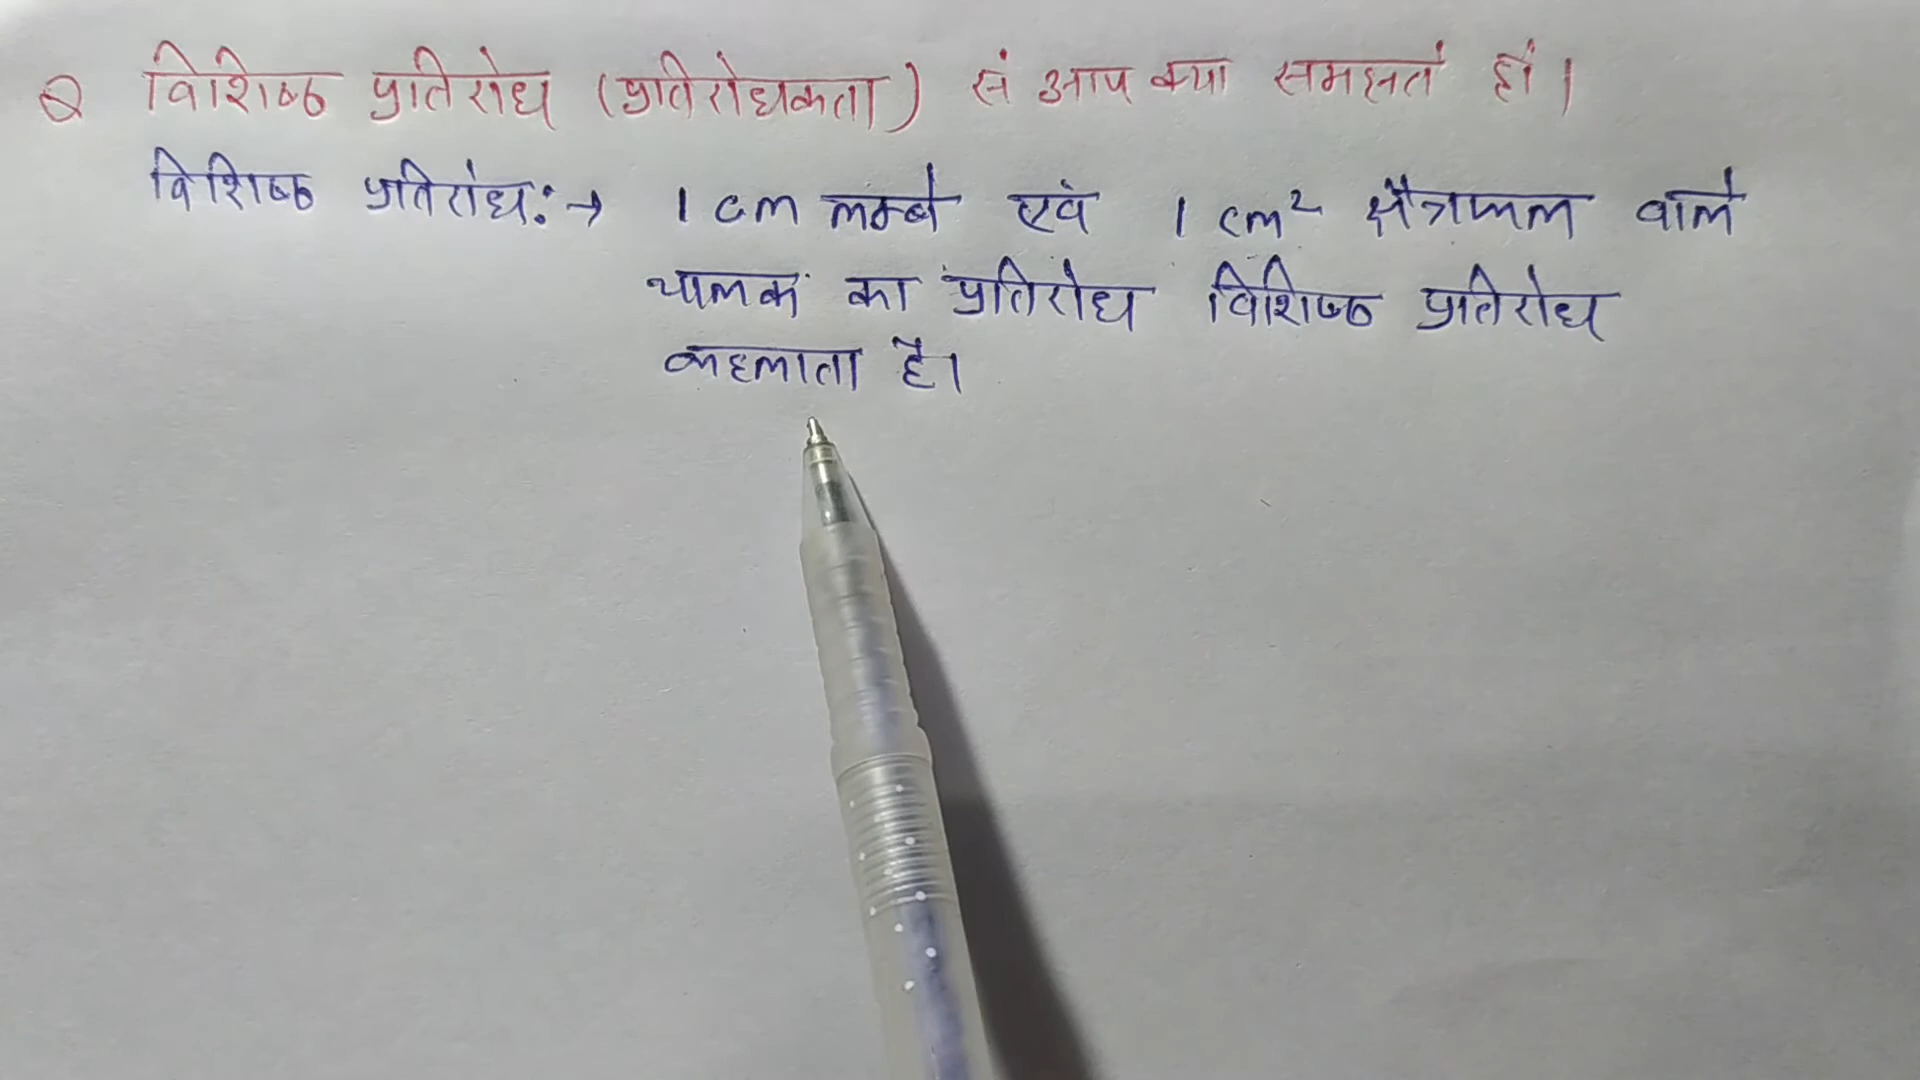 Q विशिष्ठ प्रतिरोध (प्रतिरोधकता) सं आप क्या समझते हों।
विशिष्ठ प्रतिरोध:→ 1 cm लम्बे एवं 1 cm² क्षैत्रफल वाले
चालक का प्रतिरोध विशिष्ठ प्रतिरोध
कहलाता है।